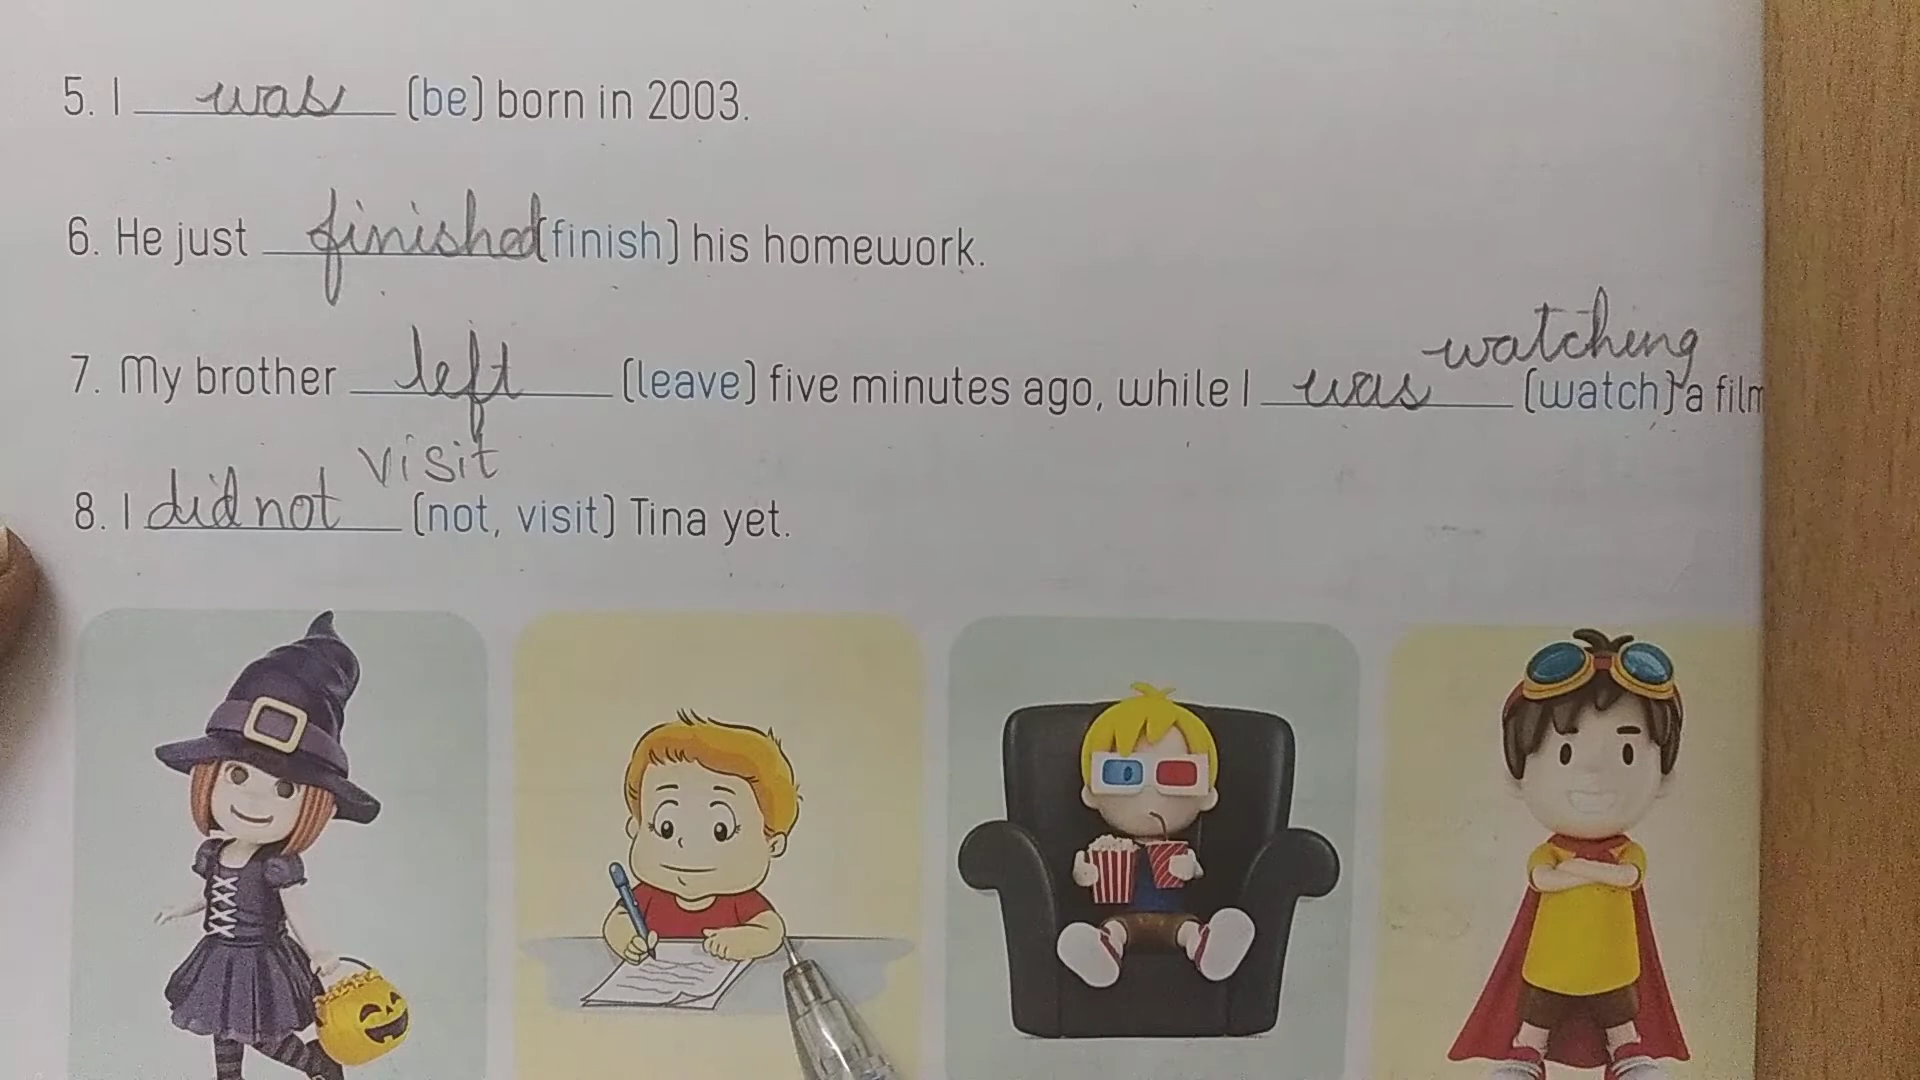 5. I was (be) born in 2003.
6. He just finished (finish) his homework.
watching
7. My brother left (leave) five minutes ago, while I was (watch) a film
visit
8. I did not (not, visit) Tina yet.